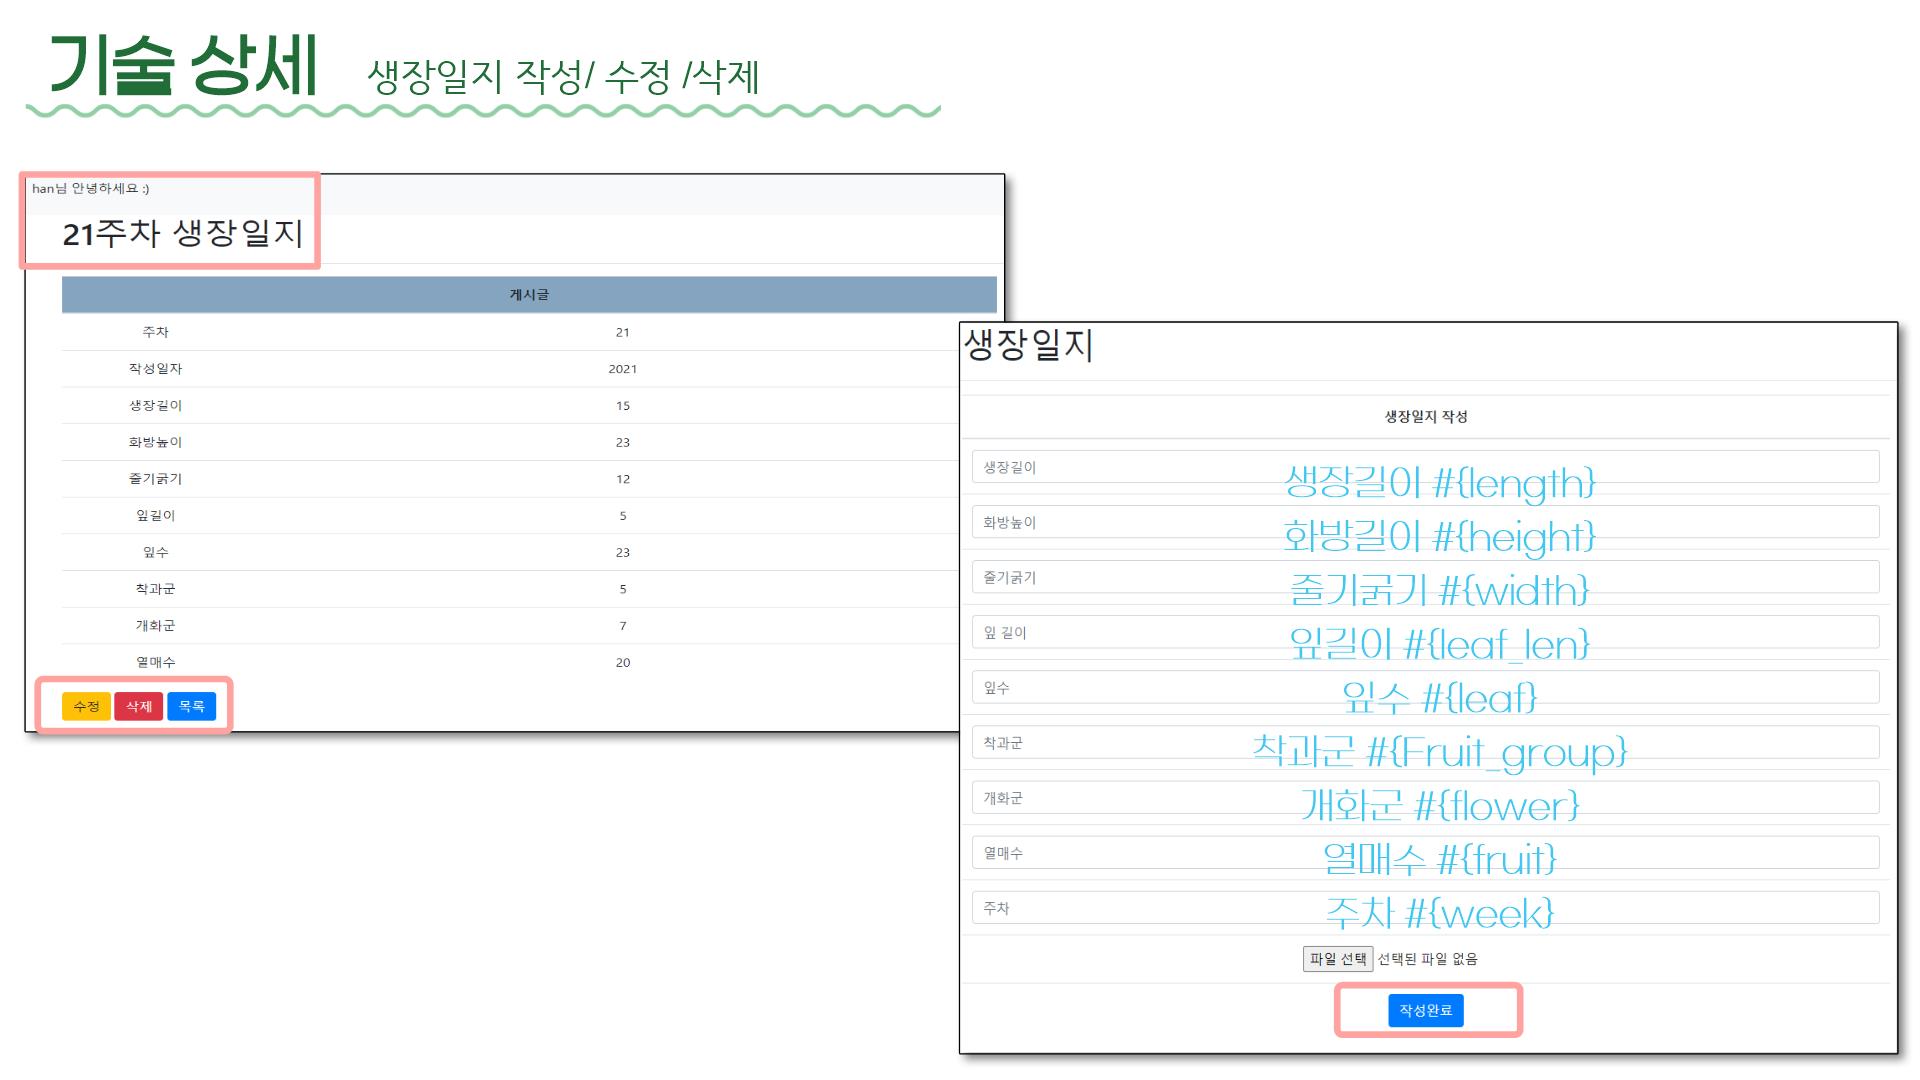 기술 상세 생장일지 작성/ 수정 /삭제
han님 안녕하세요 :)
21주차 생장일지
게시글
주차 21
작성일자 2021
생장길이 15
화방높이 23
줄기굵기 12
잎길이 5
잎수 23
착과군 5
개화군 7
열매수 20
수정 삭제 목록
생장일지
생장일지 작성
생장길이 생장길이 #{length}
화방높이 화방길이 #{height}
줄기굵기 줄기굵기 #{width}
잎 길이 잎길이 #{leaf_len}
잎수 잎수 #{leaf}
착과군 착과군 #{Fruit_group}
개화군 개화군 #{flower}
열매수 열매수 #{fruit}
주차 주차 #{week}
파일 선택 선택된 파일 없음
작성완료